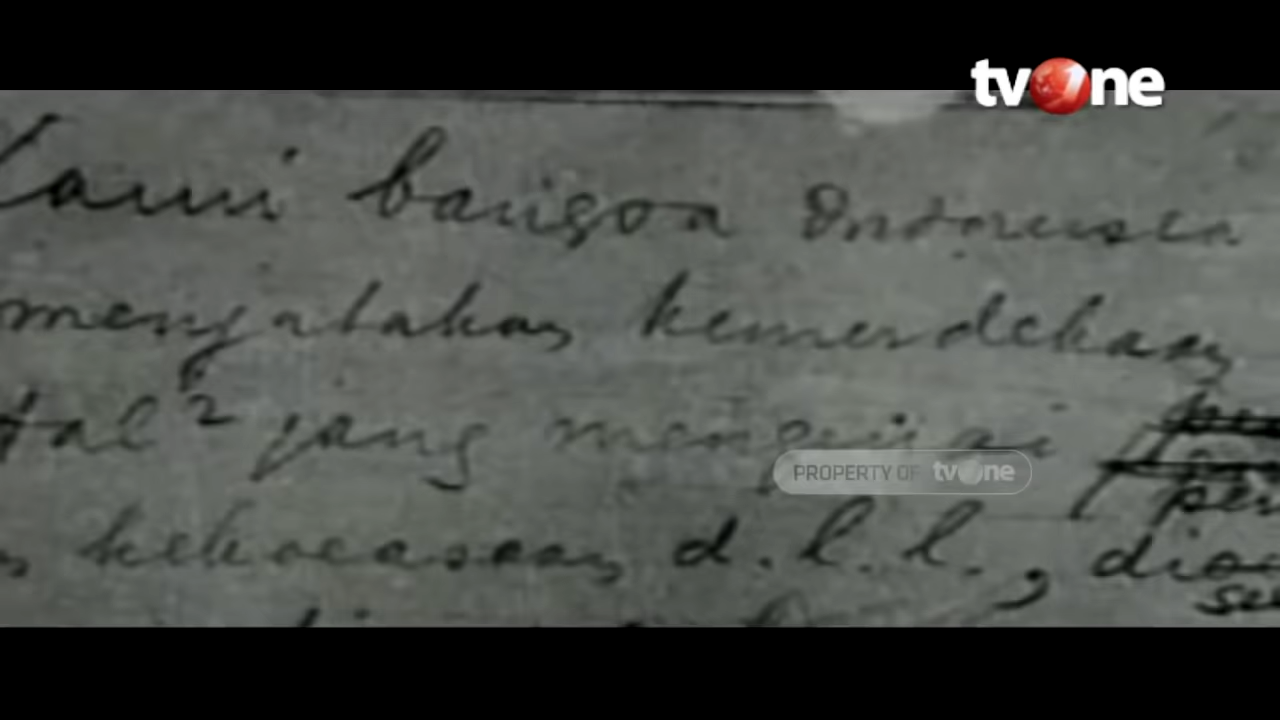 tvOne
Kami bangsa Indonesia
menjatakan kemerdekaan
Hal² jang mengenai
PROPERTY OF tvOne
kekoeasaan d.l.l.,